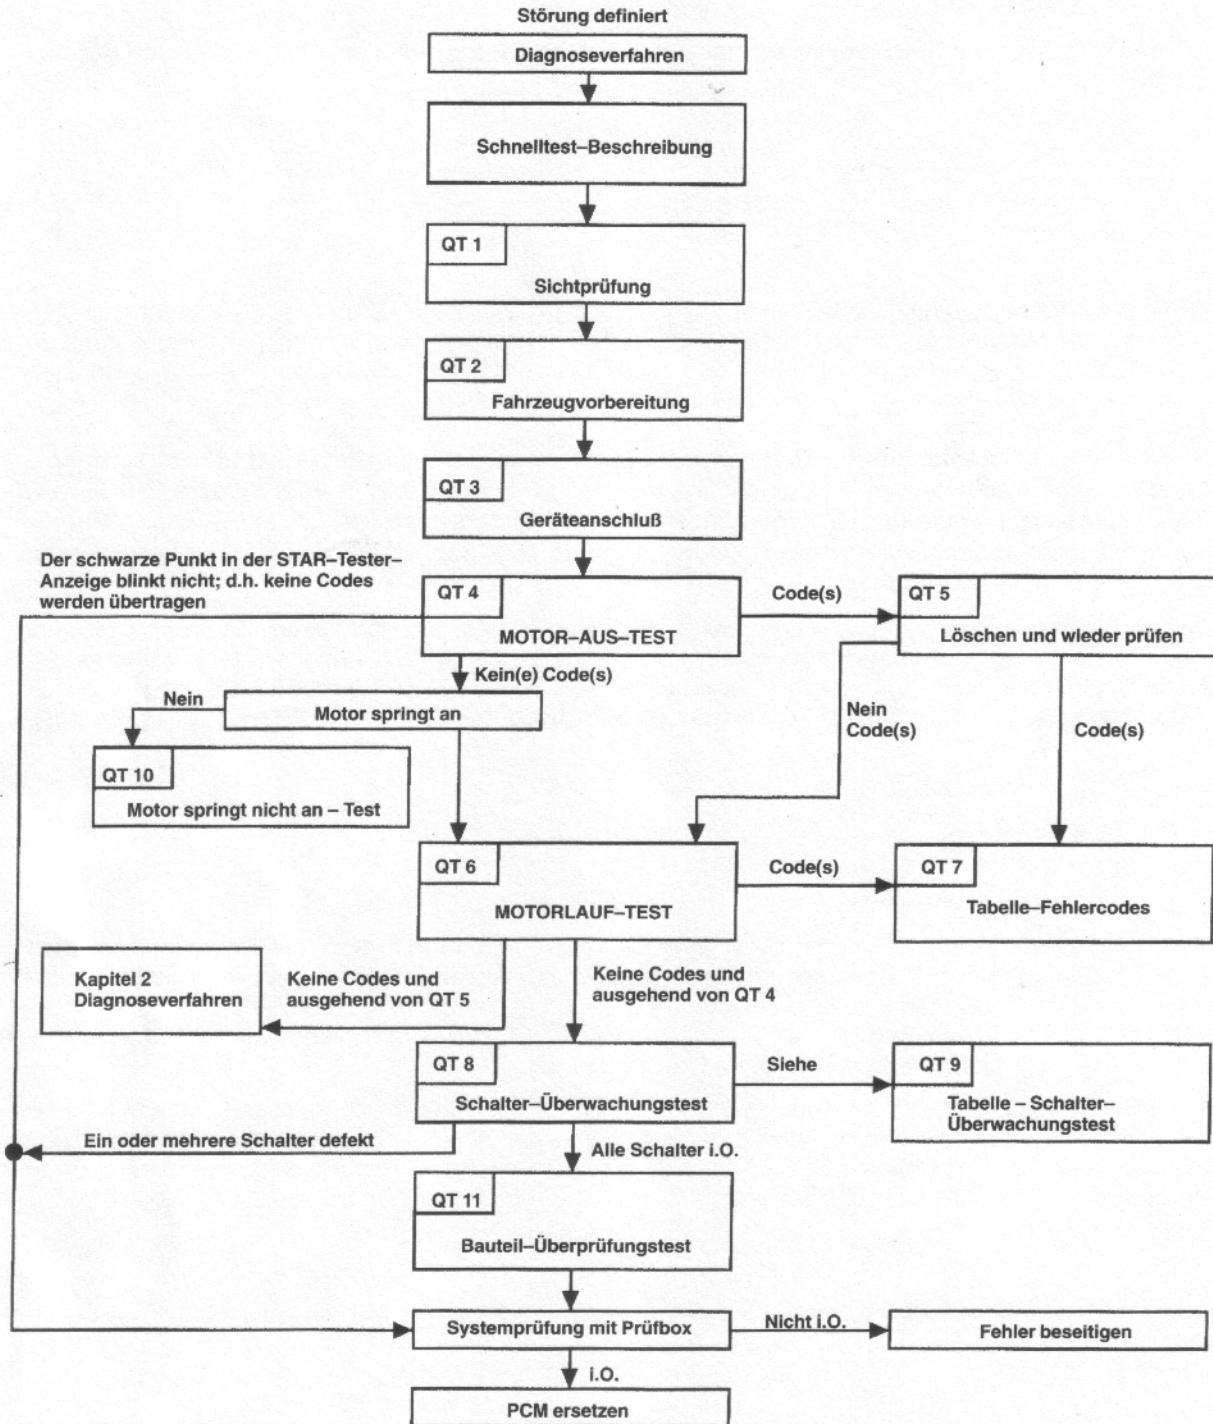 Störung definiert
Diagnoseverfahren
Schnelltest–Beschreibung
QT 1
Sichtprüfung
QT 2
Fahrzeugvorbereitung
QT 3
Geräteanschluß
Der schwarze Punkt in der STAR–Tester–
Anzeige blinkt nicht; d.h. keine Codes
werden übertragen
QT 4
MOTOR–AUS–TEST
Code(s)
QT 5
Löschen und wieder prüfen
Kein(e) Code(s)
Nein
Motor springt an
Nein
Code(s)
Code(s)
QT 10
Motor springt nicht an – Test
QT 6
MOTORLAUF–TEST
Code(s)
QT 7
Tabelle–Fehlercodes
Kapitel 2
Diagnoseverfahren
Keine Codes und
ausgehend von QT 5
Keine Codes und
ausgehend von QT 4
QT 8
Schalter–Überwachungstest
Siehe
QT 9
Tabelle – Schalter–
Überwachungstest
Ein oder mehrere Schalter defekt
Alle Schalter i.O.
QT 11
Bauteil–Überprüfungstest
Systemprüfung mit Prüfbox
Nicht i.O.
Fehler beseitigen
i.O.
PCM ersetzen